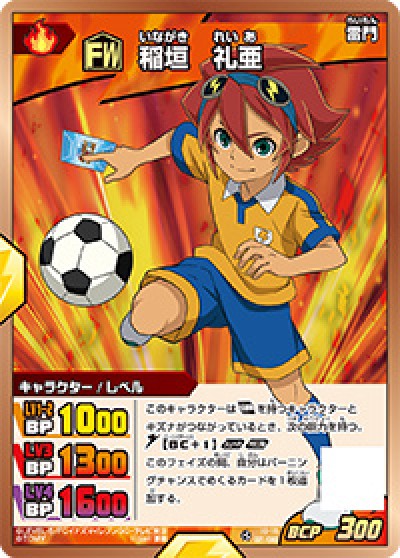 らいもん
雷門
FW
いながき れいあ
稲垣 礼亜
キャラクター / レベル
LV1-2 BP 1000
LV3 BP 1300
LV4 BP 1600
このキャラクターは を持つキャラクターと
キズナがつながっているとき、次の能力を持つ。
【BC+1】
このフェイズの間、自分はバーニン
グチャンスでめくるカードを1枚追
加する。
BCP 300